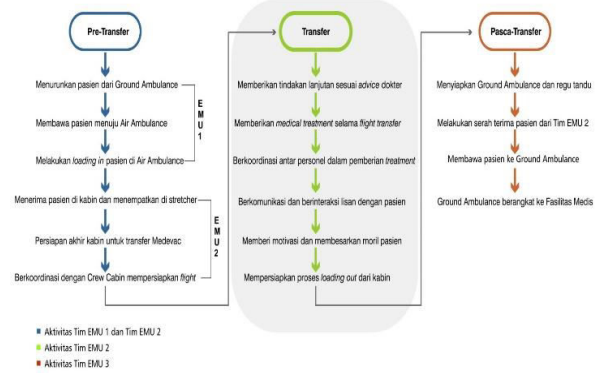 Pre-Transfer
Menurunkan pasien dari Ground Ambulance
Membawa pasien menuju Air Ambulance
Melakukan loading in pasien di Air Ambulance
EMU1
Menerima pasien di kabin dan menempatkan di stretcher
Persiapan akhir kabin untuk transfer Medevac
Berkoordinasi dengan Crew Cabin mempersiapkan flight
EMU2
Transfer
Memberikan tindakan lanjutan sesuai advice dokter
Memberikan medical treatment selama flight transfer
Berkoordinasi antar personel dalam pemberian treatment
Berkomunikasi dan berinteraksi lisan dengan pasien
Memberi motivasi dan membesarkan moril pasien
Mempersiapkan proses loading out dari kabin
Pasca-Transfer
Menyiapkan Ground Ambulance dan regu tandu
Melakukan serah terima pasien dari Tim EMU 2
Membawa pasien ke Ground Ambulance
Ground Ambulance berangkat ke Fasilitas Medis
Aktivitas Tim EMU 1 dan Tim EMU 2
Aktivitas Tim EMU 2
Aktivitas Tim EMU 3